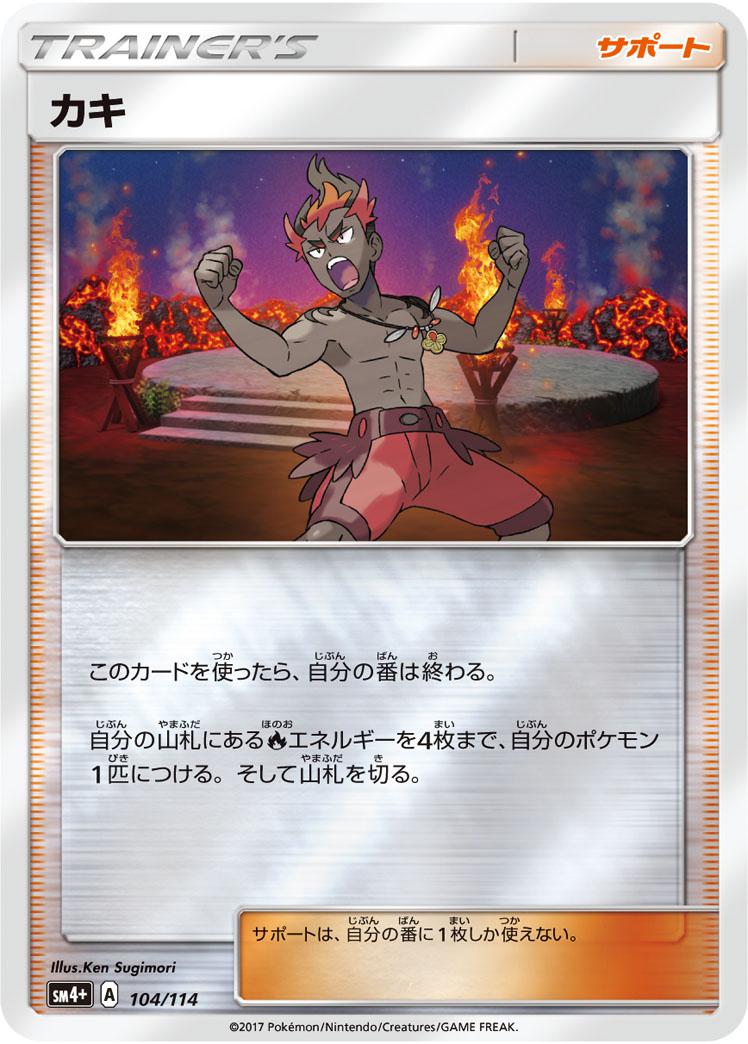 TRAINER'S
サポート
カキ
このカードを使ったら、自分の番は終わる。
自分の山札にあるエネルギーを4枚まで、自分のポケモン
1匹につける。そして山札を切る。
サポートは、自分の番に1枚しか使えない。
Illus.Ken Sugimori
SM4+ A 104/114
©2017 Pokémon/Nintendo/Creatures/GAME FREAK.